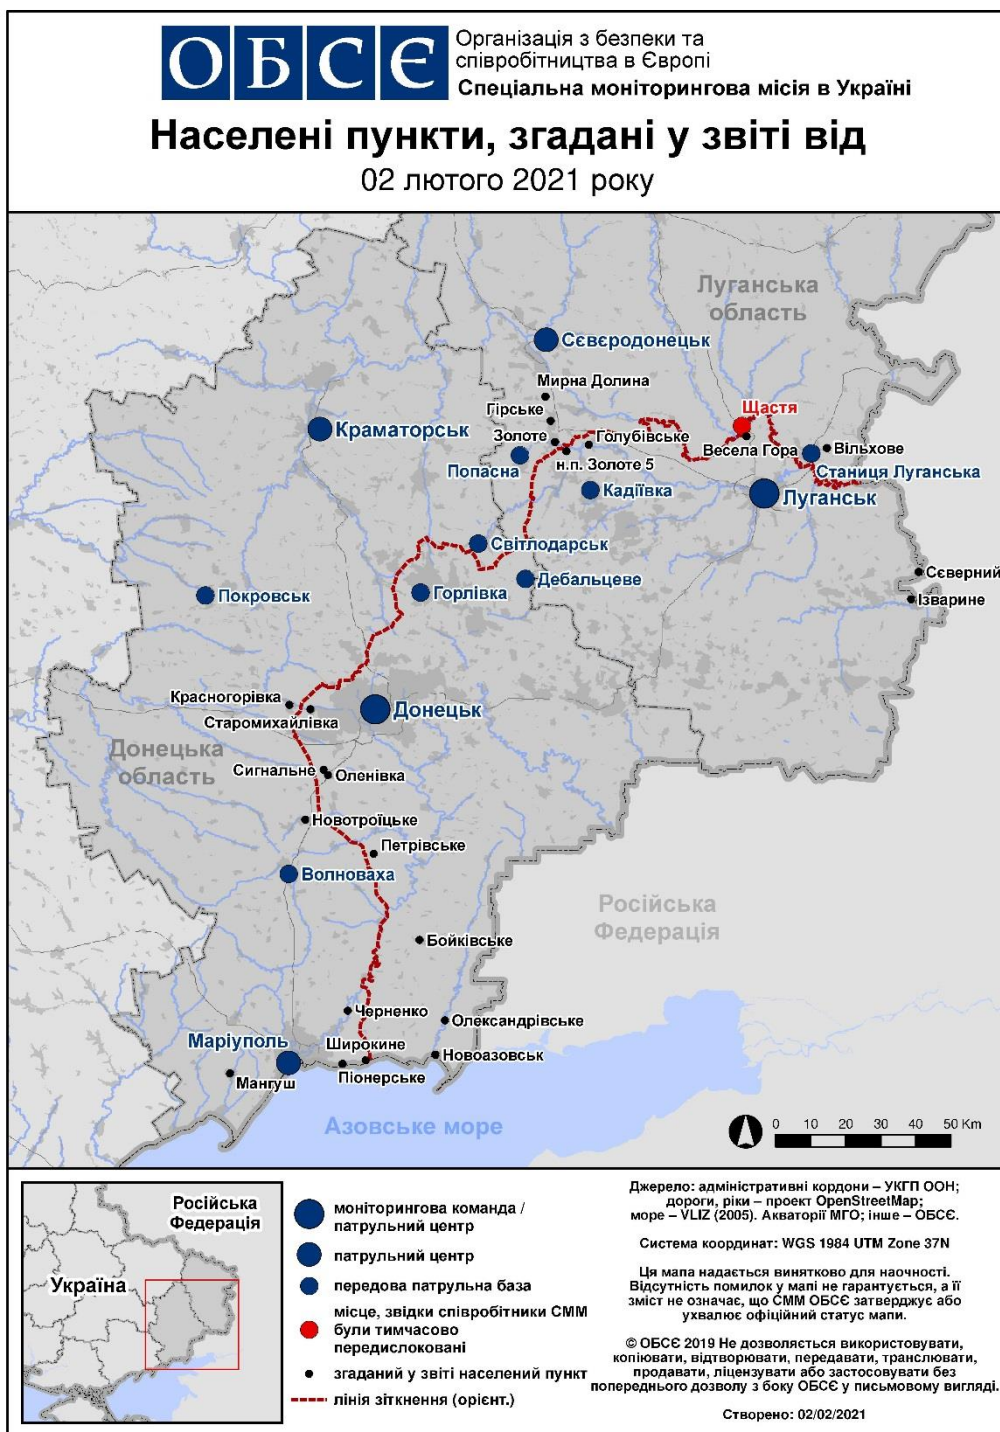 ОБСЄ
Організація з безпеки та
співробітництва в Європі
Спеціальна моніторингова місія в Україні
Населені пункти, згадані у звіті від
02 лютого 2021 року
Луганська
область
Сєвєродонецьк
Мирна Долина
Гірське
Щастя
Краматорськ
Золоте
Голубівське
Весела Гора
Вільхове
Попасна
н.п. Золоте 5
Станиця Луганська
Кадіївка
Луганськ
Світлодарськ
Сєверний
Дебальцеве
Покровськ
Горлівка
Ізварине
Красногорівка
Донецьк
Старомихайлівка
Донецька
область
Сигнальне
Оленівка
Новотроїцьке
Петрівське
Волноваха
Російська
Федерація
Бойківське
Черненко
Олександрівське
Маріуполь
Широкине
Новоазовськ
Піонерське
Мангуш
Азовське море
0 10 20 30 40 50 Km
Російська
Федерація
Україна
моніторингова команда /
патрульний центр
патрульний центр
передова патрульна база
місце, звідки співробітники СММ
були тимчасово
передислоковані
згаданий у звіті населений пункт
лінія зіткнення (орієнт.)
Джерело: адміністративні кордони – УКГП ООН;
дороги, ріки – проект OpenStreetMap;
море – VLIZ (2005). Акваторії МГО; інше – ОБСЄ.
Система координат: WGS 1984 UTM Zone 37N
Ця мапа надається винятково для наочності.
Відсутність помилок у мапі не гарантується, а її
зміст не означає, що СММ ОБСЄ затверджує або
ухвалює офіційний статус мапи.
© ОБСЄ 2019 Не дозволяється використовувати,
копіювати, відтворювати, передавати, транслювати,
продавати, ліцензувати або застосовувати без
попереднього дозволу з боку ОБСЄ у письмовому вигляді.
Створено: 02/02/2021